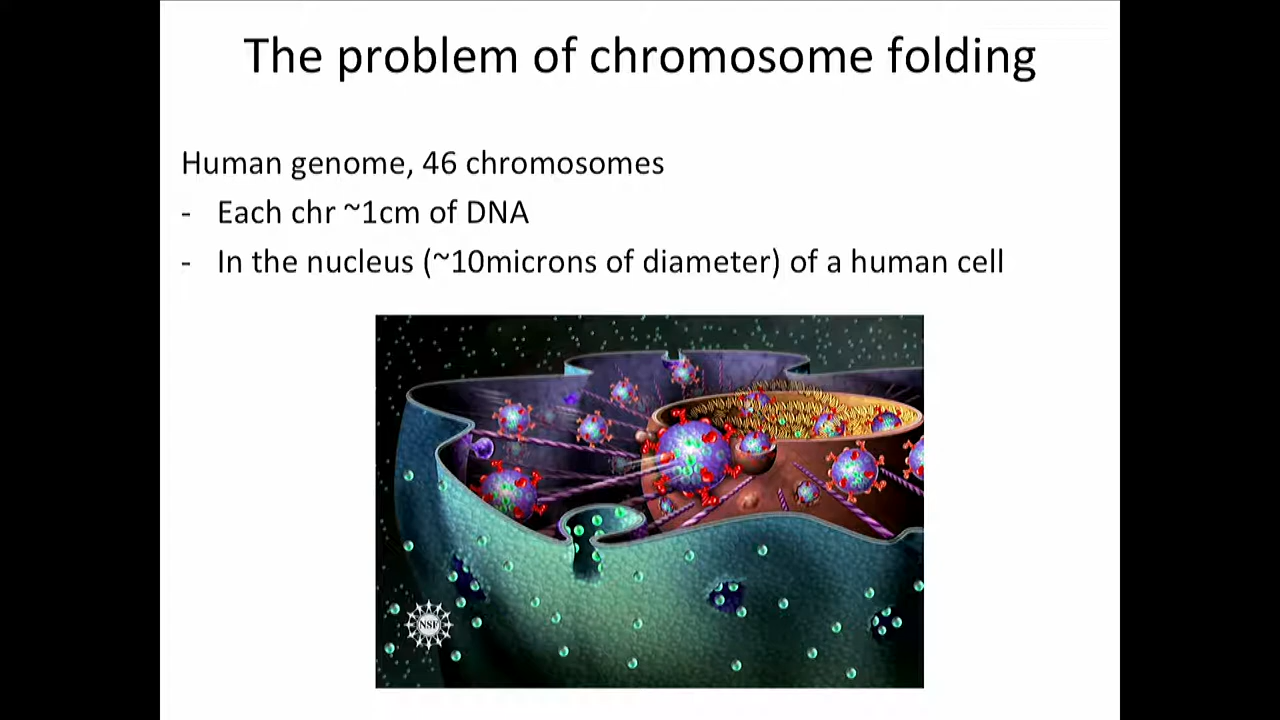 The problem of chromosome folding
Human genome, 46 chromosomes
- Each chr ~1cm of DNA
- In the nucleus (~10microns of diameter) of a human cell
NSF